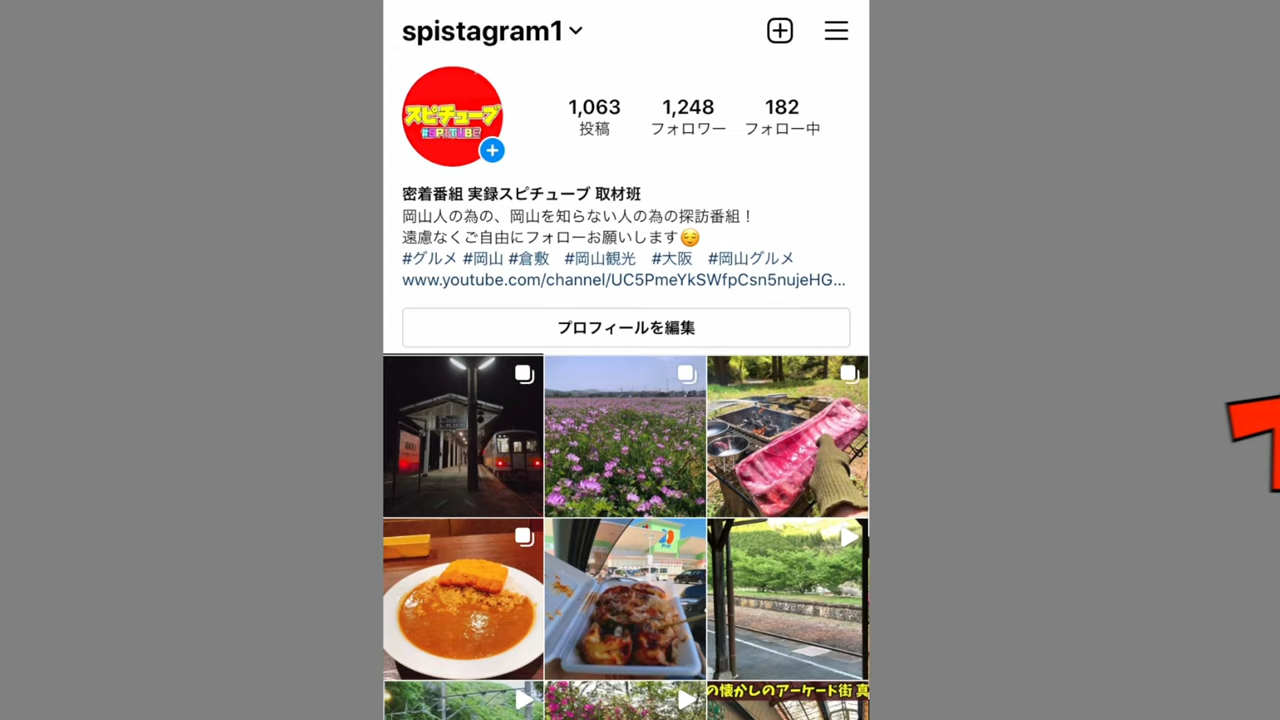 spistagram1
スピチューブ
#SPITUBE
1,063
投稿
1,248
フォロワー
182
フォロー中
密着番組 実録スピチューブ 取材班
岡山人の為の、岡山を知らない人の為の探訪番組！
遠慮なくご自由にフォローお願いします😌
#グルメ #岡山 #倉敷 #岡山観光 #大阪 #岡山グルメ
www.youtube.com/channel/UC5PmeYkSWfpCsn5nujeHG...
プロフィールを編集
の懐かしのアーケード街 真